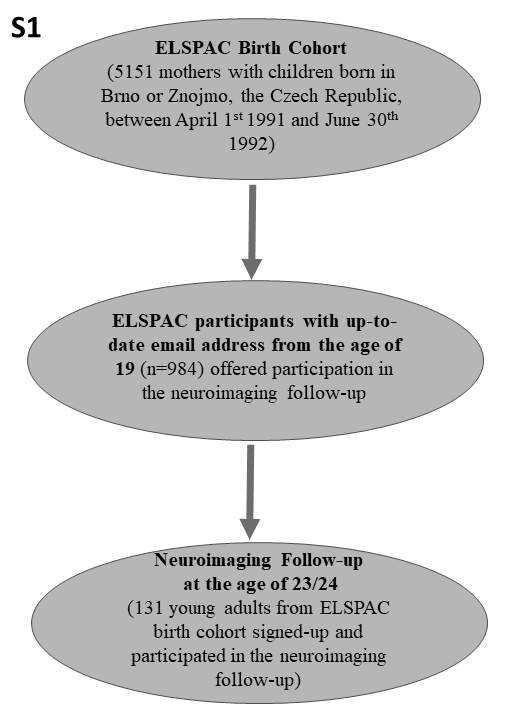 S1
ELSPAC Birth Cohort
(5151 mothers with children born in
Brno or Znojmo, the Czech Republic,
between April 1st 1991 and June 30th
1992)
ELSPAC participants with up-to-
date email address from the age of
19 (n=984) offered participation in
the neuroimaging follow-up
Neuroimaging Follow-up
at the age of 23/24
(131 young adults from ELSPAC
birth cohort signed-up and
participated in the neuroimaging
follow-up)